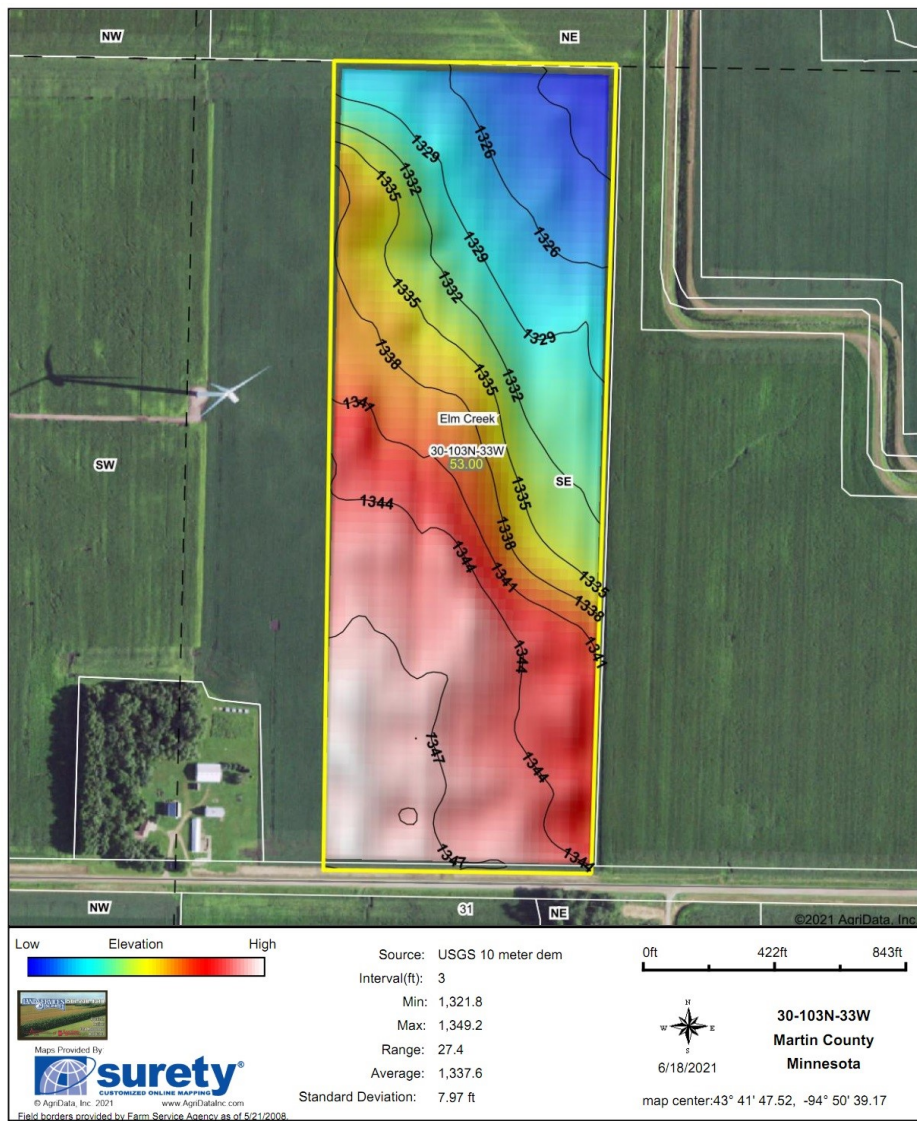 NW
NE
1329
1326
1332
1335
1329
1326
1332
1335
1329
1338
1335
1332
1341
Elm Creek
30-103N-33W
53.00
SW
SE
1344
1335
1338
1344
1341
1335
1338
1344
1341
1347
1344
1347
1344
NW
31
NE
©2021 AgriData, Inc
Low Elevation High
Source: USGS 10 meter dem
Interval(ft): 3
Min: 1,321.8
Max: 1,349.2
Range: 27.4
Average: 1,337.6
Standard Deviation: 7.97 ft
0ft 422ft 843ft
N
W E
S
6/18/2021
30-103N-33W
Martin County
Minnesota
map center:43° 41' 47.52, -94° 50' 39.17
Maps Provided By:
surety®
CUSTOMIZED ONLINE MAPPING
© AgriData, Inc. 2021 www.AgriDataInc.com
Field borders provided by Farm Service Agency as of 5/21/2008.